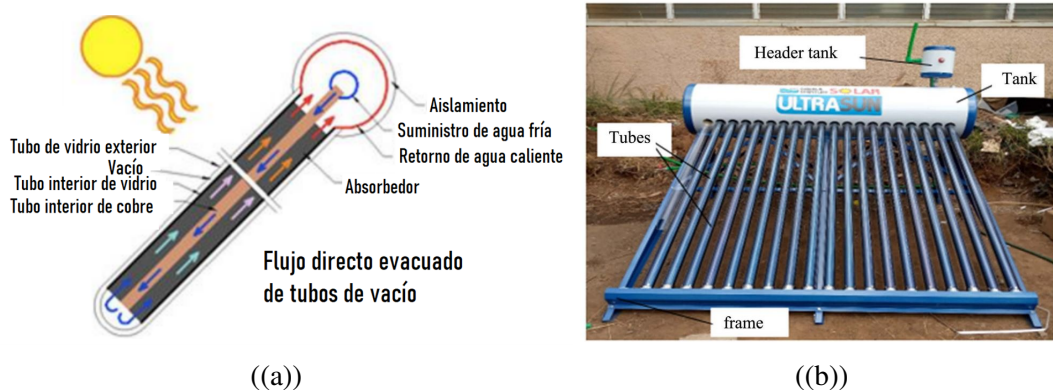 Aislamiento
Suministro de agua fría
Retorno de agua caliente
Absorbedor
Tubo de vidrio exterior
Vacío
Tubo interior de vidrio
Tubo interior de cobre
Flujo directo evacuado
de tubos de vacío
((a))
Header tank
Tank
SOLAR
ULTRASUN
Tubes
frame
((b))